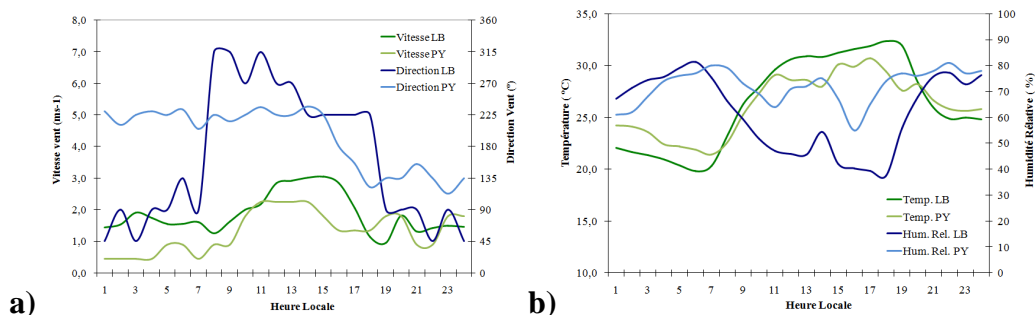 8,0
7,0
6,0
5,0
4,0
3,0
2,0
1,0
0,0
Vitesse vent (ms-1)
360
315
270
225
180
135
90
45
0
Direction Vent (º)
Vitesse LB
Vitesse PY
Direction LB
Direction PY
1 3 5 7 9 11 13 15 17 19 21 23
Heure Locale
a)
35,0
30,0
25,0
20,0
15,0
10,0
Température ( ºC)
100
90
80
70
60
50
40
30
20
10
0
Humidité Rélative ( %)
Temp. LB
Temp. PY
Hum. Rel. LB
Hum. Rel. PY
1 3 5 7 9 11 13 15 17 19 21 23
Heure Locale
b)